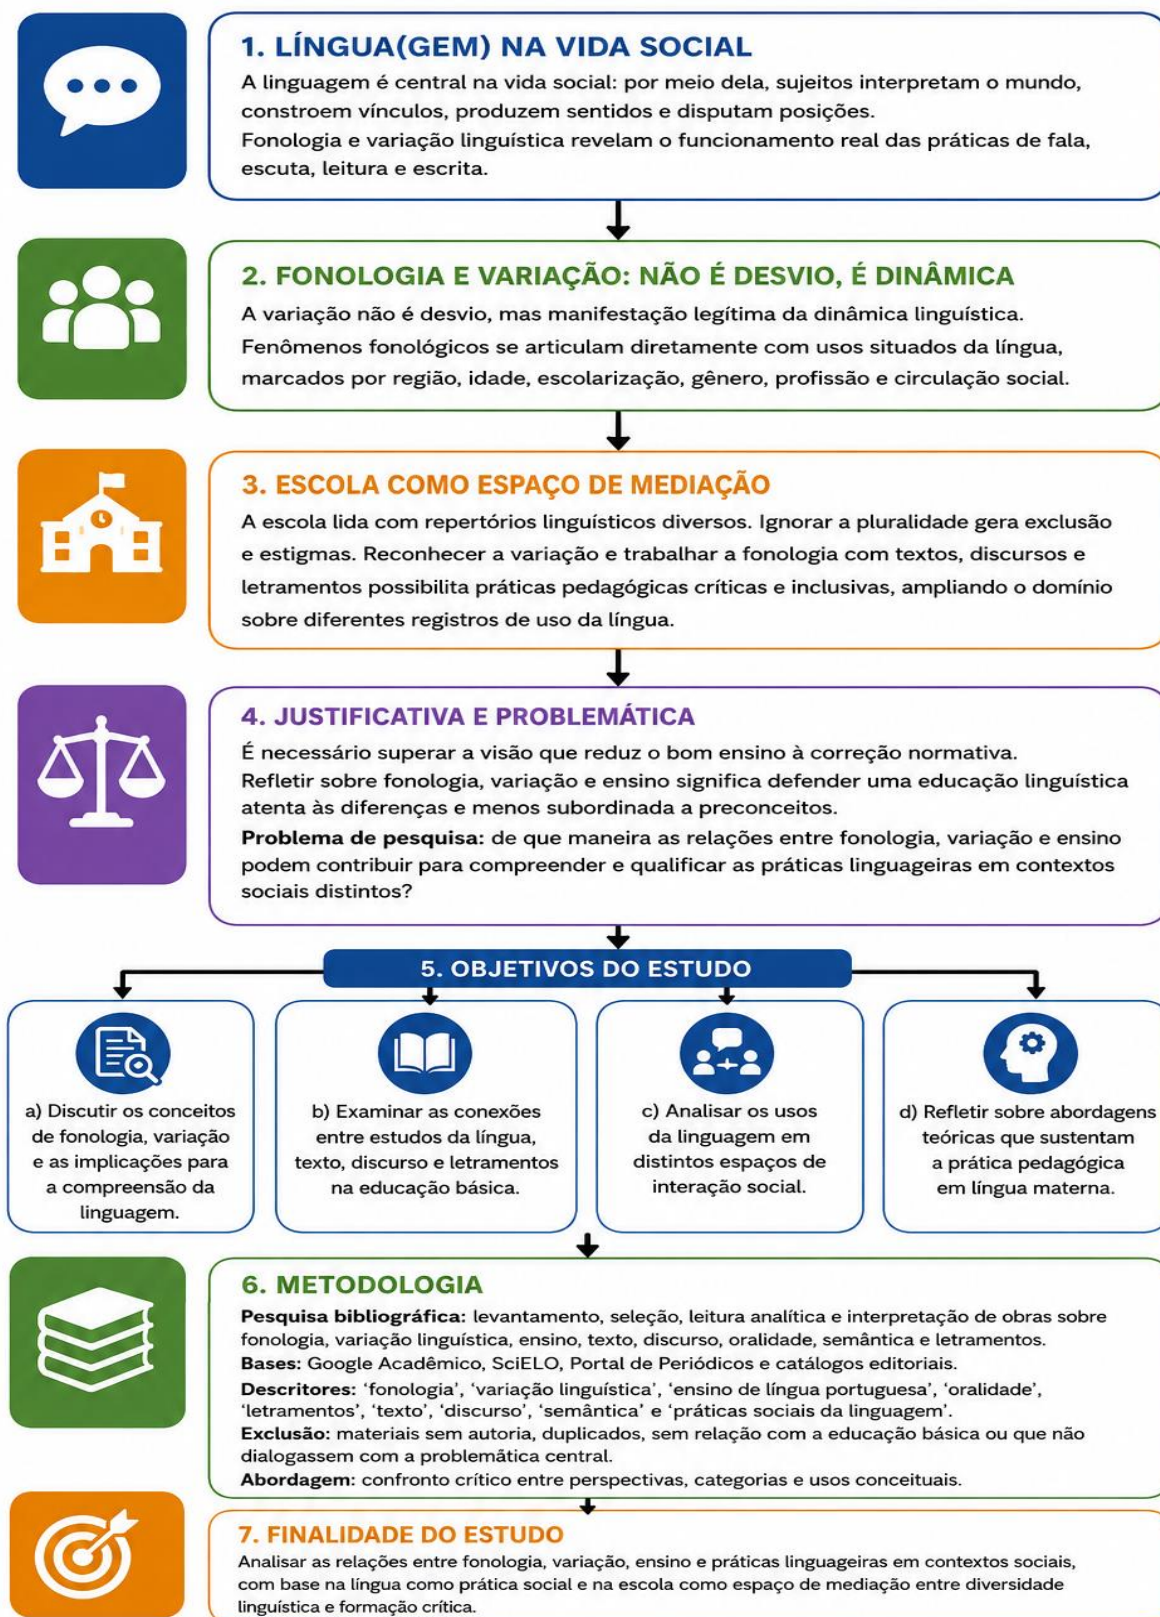 1. LÍNGUA(GEM) NA VIDA SOCIAL
A linguagem é central na vida social: por meio dela, sujeitos interpretam o mundo,
constroem vínculos, produzem sentidos e disputam posições.
Fonologia e variação linguística revelam o funcionamento real das práticas de fala,
escuta, leitura e escrita.
2. FONOLOGIA E VARIAÇÃO: NÃO É DESVIO, É DINÂMICA
A variação não é desvio, mas manifestação legítima da dinâmica linguística.
Fenômenos fonológicos se articulam diretamente com usos situados da língua,
marcados por região, idade, escolarização, gênero, profissão e circulação social.
3. ESCOLA COMO ESPAÇO DE MEDIAÇÃO
A escola lida com repertórios linguísticos diversos. Ignorar a pluralidade gera exclusão
e estigmas. Reconhecer a variação e trabalhar a fonologia com textos, discursos e
letramentos possibilita práticas pedagógicas críticas e inclusivas, ampliando o domínio
sobre diferentes registros de uso da língua.
4. JUSTIFICATIVA E PROBLEMÁTICA
É necessário superar a visão que reduz o bom ensino à correção normativa.
Refletir sobre fonologia, variação e ensino significa defender uma educação linguística
atenta às diferenças e menos subordinada a preconceitos.
Problema de pesquisa: de que maneira as relações entre fonologia, variação e ensino
podem contribuir para compreender e qualificar as práticas linguageiras em contextos
sociais distintos?
5. OBJETIVOS DO ESTUDO
a) Discutir os conceitos
de fonologia, variação
e as implicações para
a compreensão da
linguagem.
b) Examinar as conexões
entre estudos da língua,
texto, discurso e letramentos
na educação básica.
c) Analisar os usos
da linguagem em
distintos espaços de
interação social.
d) Refletir sobre abordagens
teóricas que sustentam
a prática pedagógica
em língua materna.
6. METODOLOGIA
Pesquisa bibliográfica: levantamento, seleção, leitura analítica e interpretação de obras sobre
fonologia, variação linguística, ensino, texto, discurso, oralidade, semântica e letramentos.
Bases: Google Acadêmico, SciELO, Portal de Periódicos e catálogos editoriais.
Descritores: ‘fonologia’, ‘variação linguística’, ‘ensino de língua portuguesa’, ‘oralidade’,
‘letramentos’, ‘texto’, ‘discurso’, ‘semântica’ e ‘práticas sociais da linguagem’.
Exclusão: materiais sem autoria, duplicados, sem relação com a educação básica ou que não
dialogassem com a problemática central.
Abordagem: confronto crítico entre perspectivas, categorias e usos conceituais.
7. FINALIDADE DO ESTUDO
Analisar as relações entre fonologia, variação, ensino e práticas linguageiras em contextos sociais,
com base na língua como prática social e na escola como espaço de mediação entre diversidade
linguística e formação crítica.